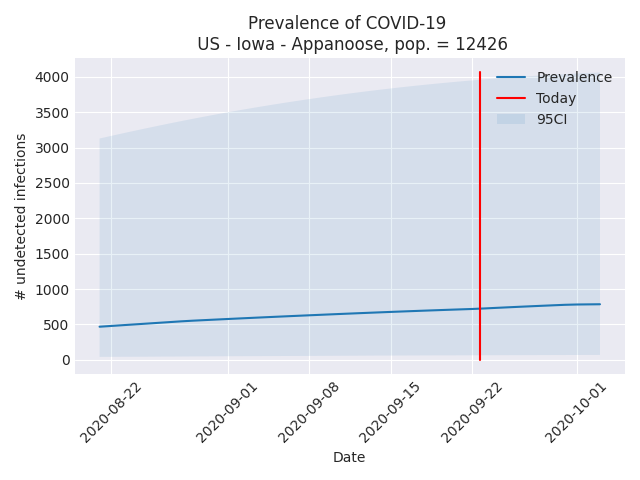 Prevalence of COVID-19
US - Iowa - Appanoose, pop. = 12426
# undetected infections
4000
3500
3000
2500
2000
1500
1000
500
0
Prevalence
Today
95CI
2020-08-22
2020-09-01
2020-09-08
2020-09-15
2020-09-22
2020-10-01
Date